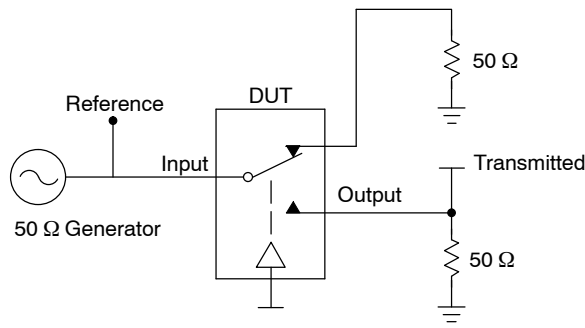 50 Ω
Reference
DUT
Input
Transmitted
Output
50 Ω Generator
50 Ω